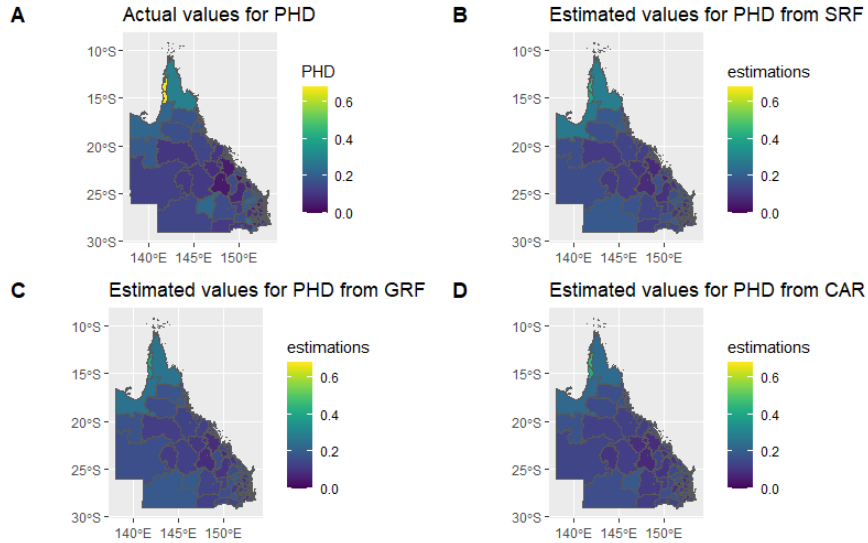 A Actual values for PHD
10°S
15°S
20°S
25°S
30°S
140°E 145°E 150°E
PHD
0.6
0.4
0.2
0.0
B Estimated values for PHD from SRF
10°S
15°S
20°S
25°S
30°S
140°E 145°E 150°E
estimations
0.6
0.4
0.2
0.0
C Estimated values for PHD from GRF
10°S
15°S
20°S
25°S
30°S
140°E 145°E 150°E
estimations
0.6
0.4
0.2
0.0
D Estimated values for PHD from CAR
10°S
15°S
20°S
25°S
30°S
140°E 145°E 150°E
estimations
0.6
0.4
0.2
0.0